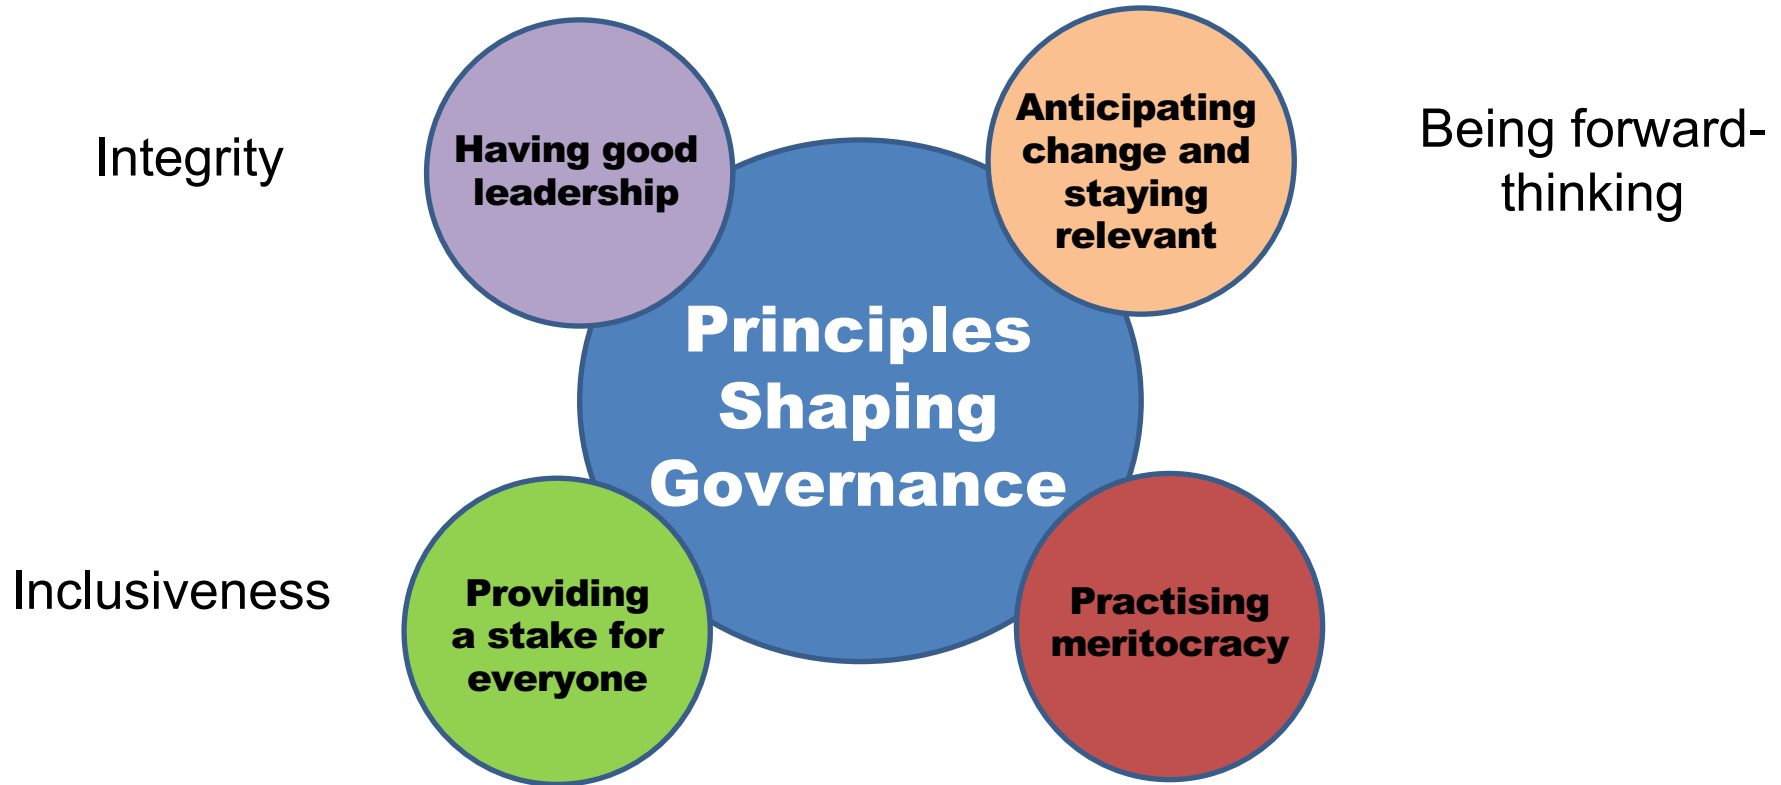 Integrity
Having good
leadership
Anticipating
change and
staying
relevant
Being forward-
thinking
Principles
Shaping
Governance
Inclusiveness
Providing
a stake for
everyone
Practising
meritocracy